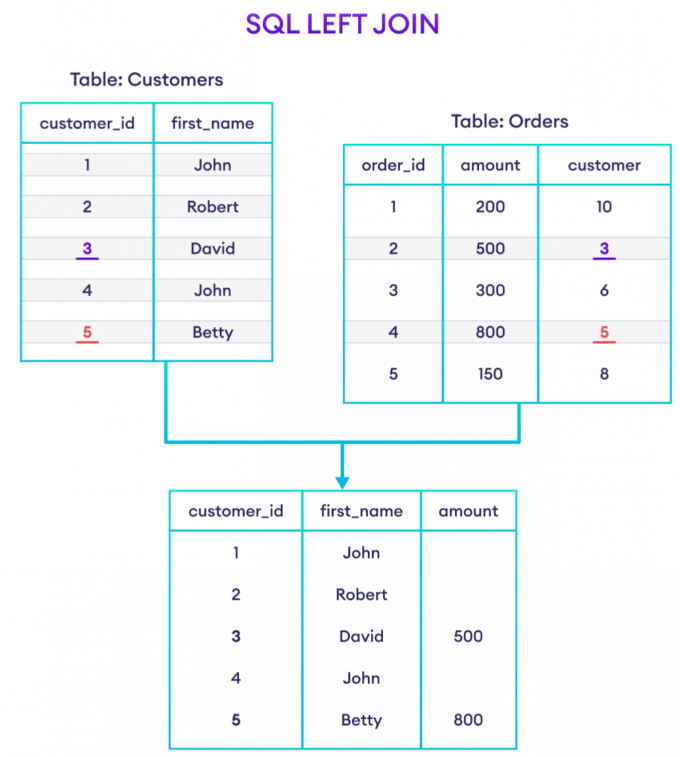 SQL LEFT JOIN
Table: Customers
customer_id first_name
1 John
2 Robert
3 David
4 John
5 Betty
Table: Orders
order_id amount customer
1 200 10
2 500 3
3 300 6
4 800 5
5 150 8
customer_id first_name amount
1 John
2 Robert
3 David 500
4 John
5 Betty 800